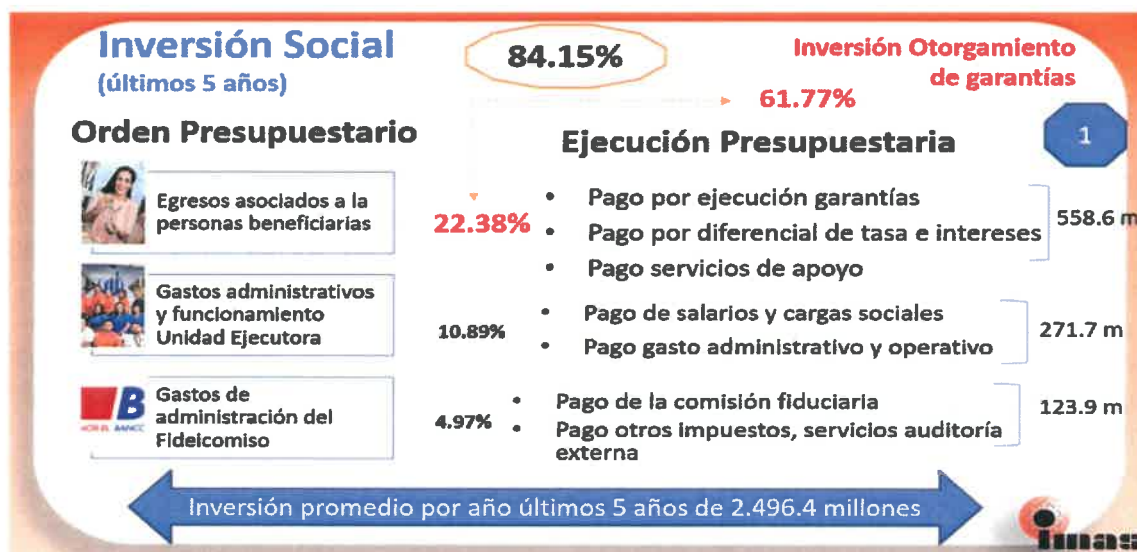 Inversión Social
(últimos 5 años)
84.15%
Inversión Otorgamiento
de garantías
61.77%
Orden Presupuestario
Ejecución Presupuestaria
1
Egresos asociados a la
personas beneficiarias
22.38%
• Pago por ejecución garantías
• Pago por diferencial de tasa e intereses
• Pago servicios de apoyo
558.6 m
Gastos administrativos
y funcionamiento
Unidad Ejecutora
10.89%
• Pago de salarios y cargas sociales
• Pago gasto administrativo y operativo
271.7 m
B
Gastos de
administración del
Fideicomiso
4.97%
• Pago de la comisión fiduciaria
• Pago otros impuestos, servicios auditoría
externa
123.9 m
Inversión promedio por año últimos 5 años de 2.496.4 millones
imas